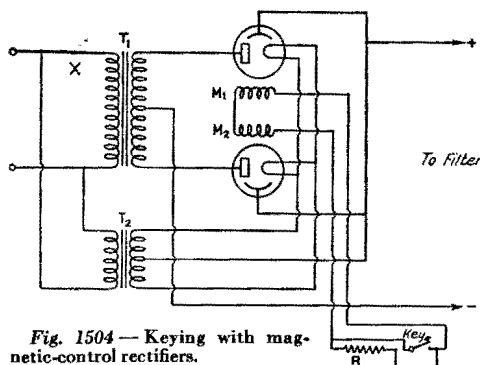 T1
X
M1
M2
+
To Filter
T2
−
Key
R
Fig. 1504 — Keying with mag-
netic-control rectifiers.